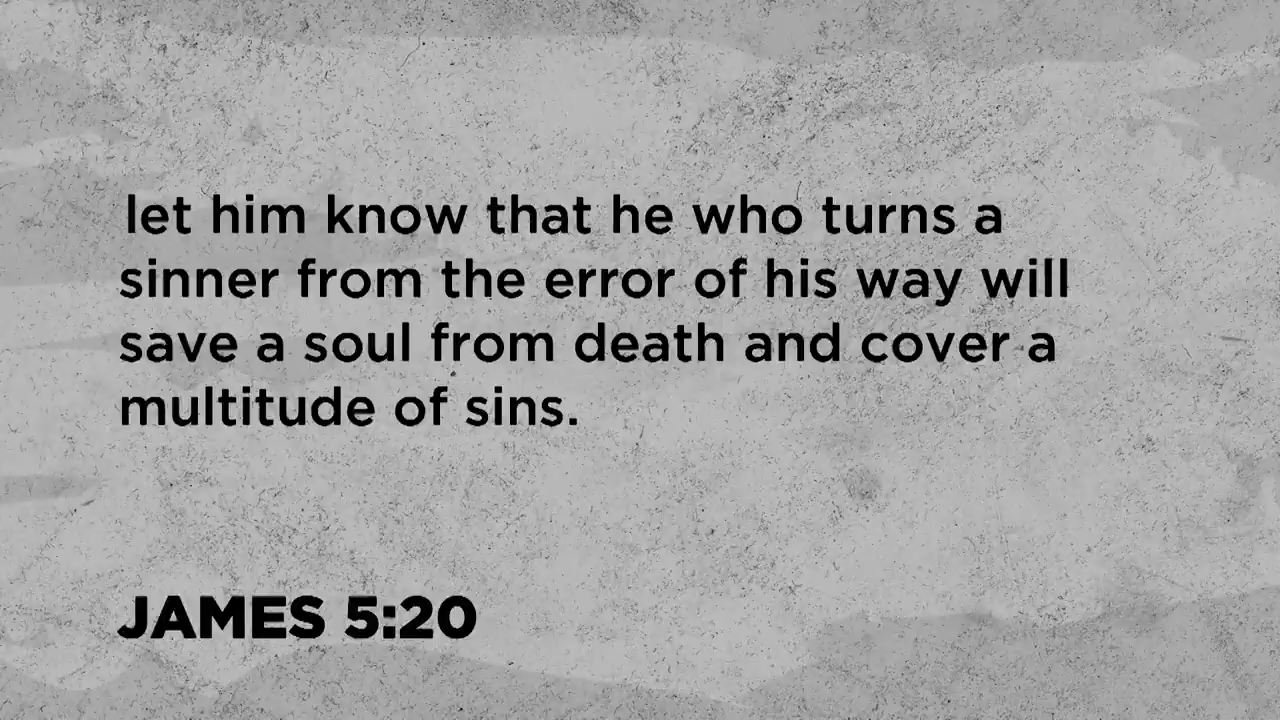 let him know that he who turns a
sinner from the error of his way will
save a soul from death and cover a
multitude of sins.
JAMES 5:20